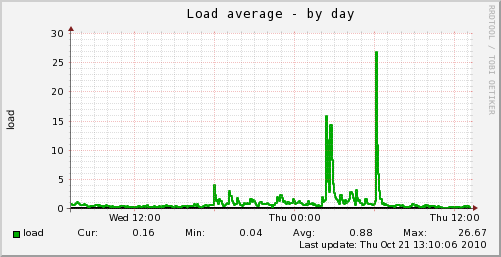 Load average - by day
RRDTOOL / TOBI OETIKER
load
30
25
20
15
10
5
0
Wed 12:00 Thu 00:00 Thu 12:00
load Cur: 0.16 Min: 0.04 Avg: 0.88 Max: 26.67
Last update: Thu Oct 21 13:10:06 2010